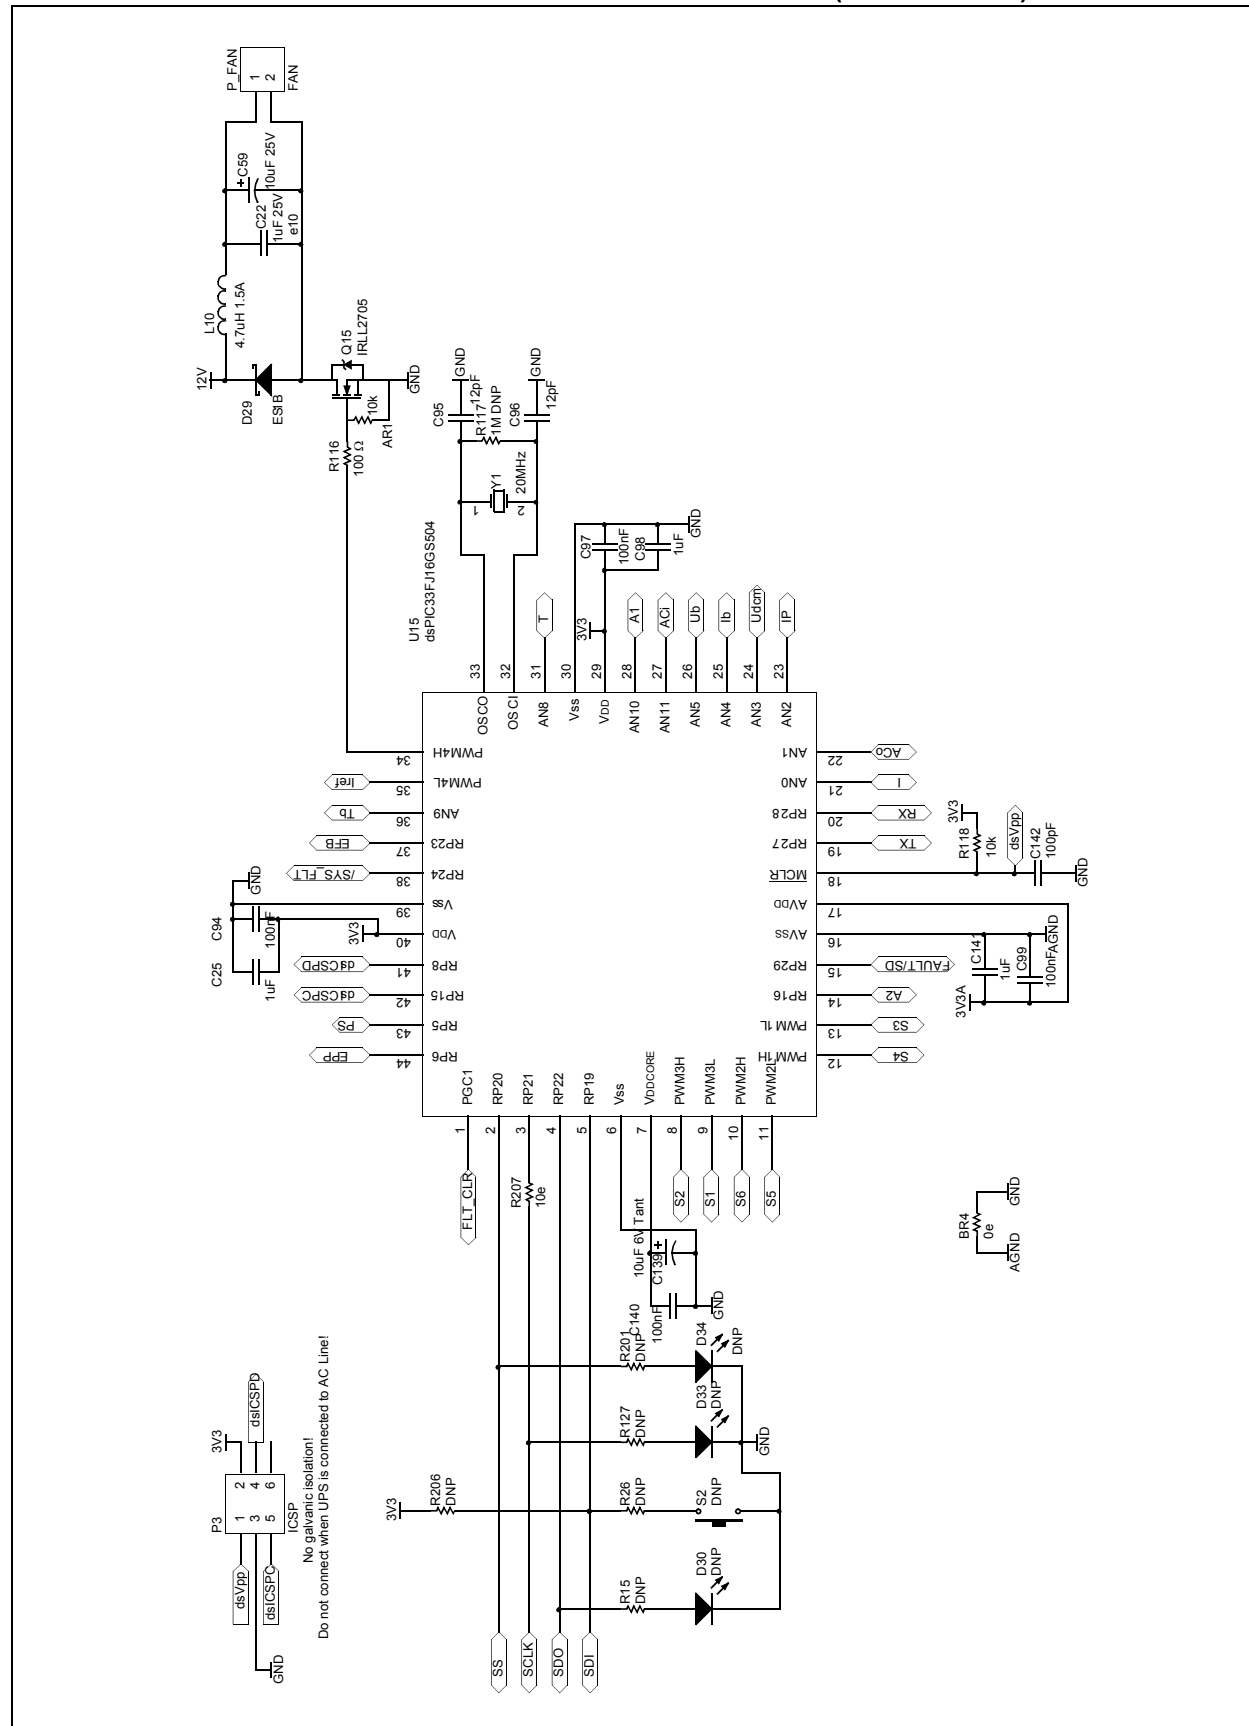 P_FAN
1
2
FAN
C59
10uF 25V
C22
1uF 25V
e10
L10
4.7uH 1.5A
12V
D29
ESIB
Q15
IRLL2705
GND
10k
AR1
R116
100 Ω
C95
12pF
GND
R117
1M DNP
C96
12pF
GND
Y1
20MHz
1
2
U15
dsPIC33FJ16GS504
C97
100nF
C98
1uF
GND
3V3
T
A1
ACi
Ub
Ib
Udcm
IP
33
32
31
30
29
28
27
26
25
24
23
OSCO
OSCI
AN8
Vss
VDD
AN10
AN11
AN5
AN4
AN3
AN2
34
PWM4H
Iref
35
PWM4L
Tb
36
AN9
EFB
37
RP23
/SYS_FLT
38
RP24
GND
39
Vss
3V3
40
VDD
C94
100nF
C25
1uF
dsICSPD
41
RP8
dsICSPC
42
RP15
PS
43
RP5
EPP
44
RP6
AN1
22
ACo
AN0
21
I
RP28
20
RX
RP27
19
TX
MCLR
18
AVDD
17
AVSS
16
RP29
15
FAULT/SD
RP16
14
A2
PWM1L
13
S3
PWM1H
12
S4
3V3
R118
10k
dsVpp
C142
100pF
GND
C141
1uF
C99
100nF
AGND
3V3A
PGC1
RP20
RP21
RP22
RP19
Vss
VDDCORE
PWM3H
PWM3L
PWM2H
PWM2L
1
2
3
4
5
6
7
8
9
10
11
FLT_CLR
R207
10e
S2
S1
S6
S5
10uF 6V Tant
C139
C140
100nF
GND
BR4
0e
GND
AGND
R201
DNP
D34
DNP
R127
DNP
D33
DNP
GND
3V3
R206
DNP
R26
DNP
S2
DNP
R15
DNP
D30
DNP
SS
SCLK
SDO
SDI
P3
1
2
3
4
5
6
ICSP
3V3
dsICSPD
dsVpp
dsICSPC
GND
No galvanic isolation!
Do not connect when UPS is connected to AC Line!